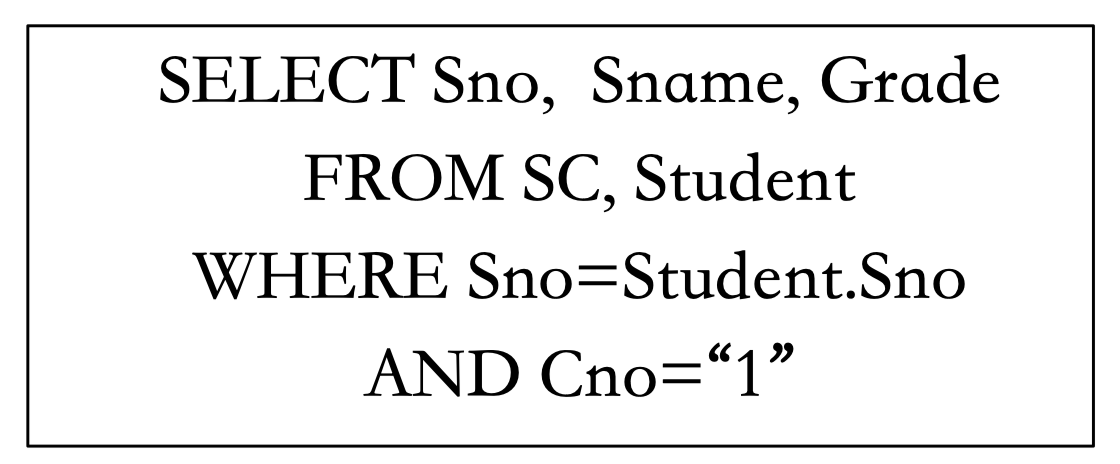 SELECT Sno, Sname, Grade
FROM SC, Student
WHERE Sno=Student.Sno
AND Cno=“1”